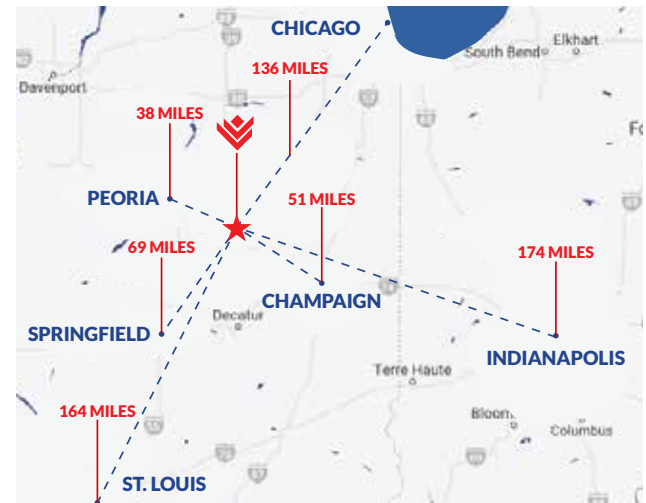 CHICAGO
Elkhart
South Bend
136 MILES
Davenport
38 MILES
PEORIA
51 MILES
69 MILES
174 MILES
CHAMPAIGN
Decatur
SPRINGFIELD
INDIANAPOLIS
Terre Haute
164 MILES
Bloom
Columbus
ST. LOUIS